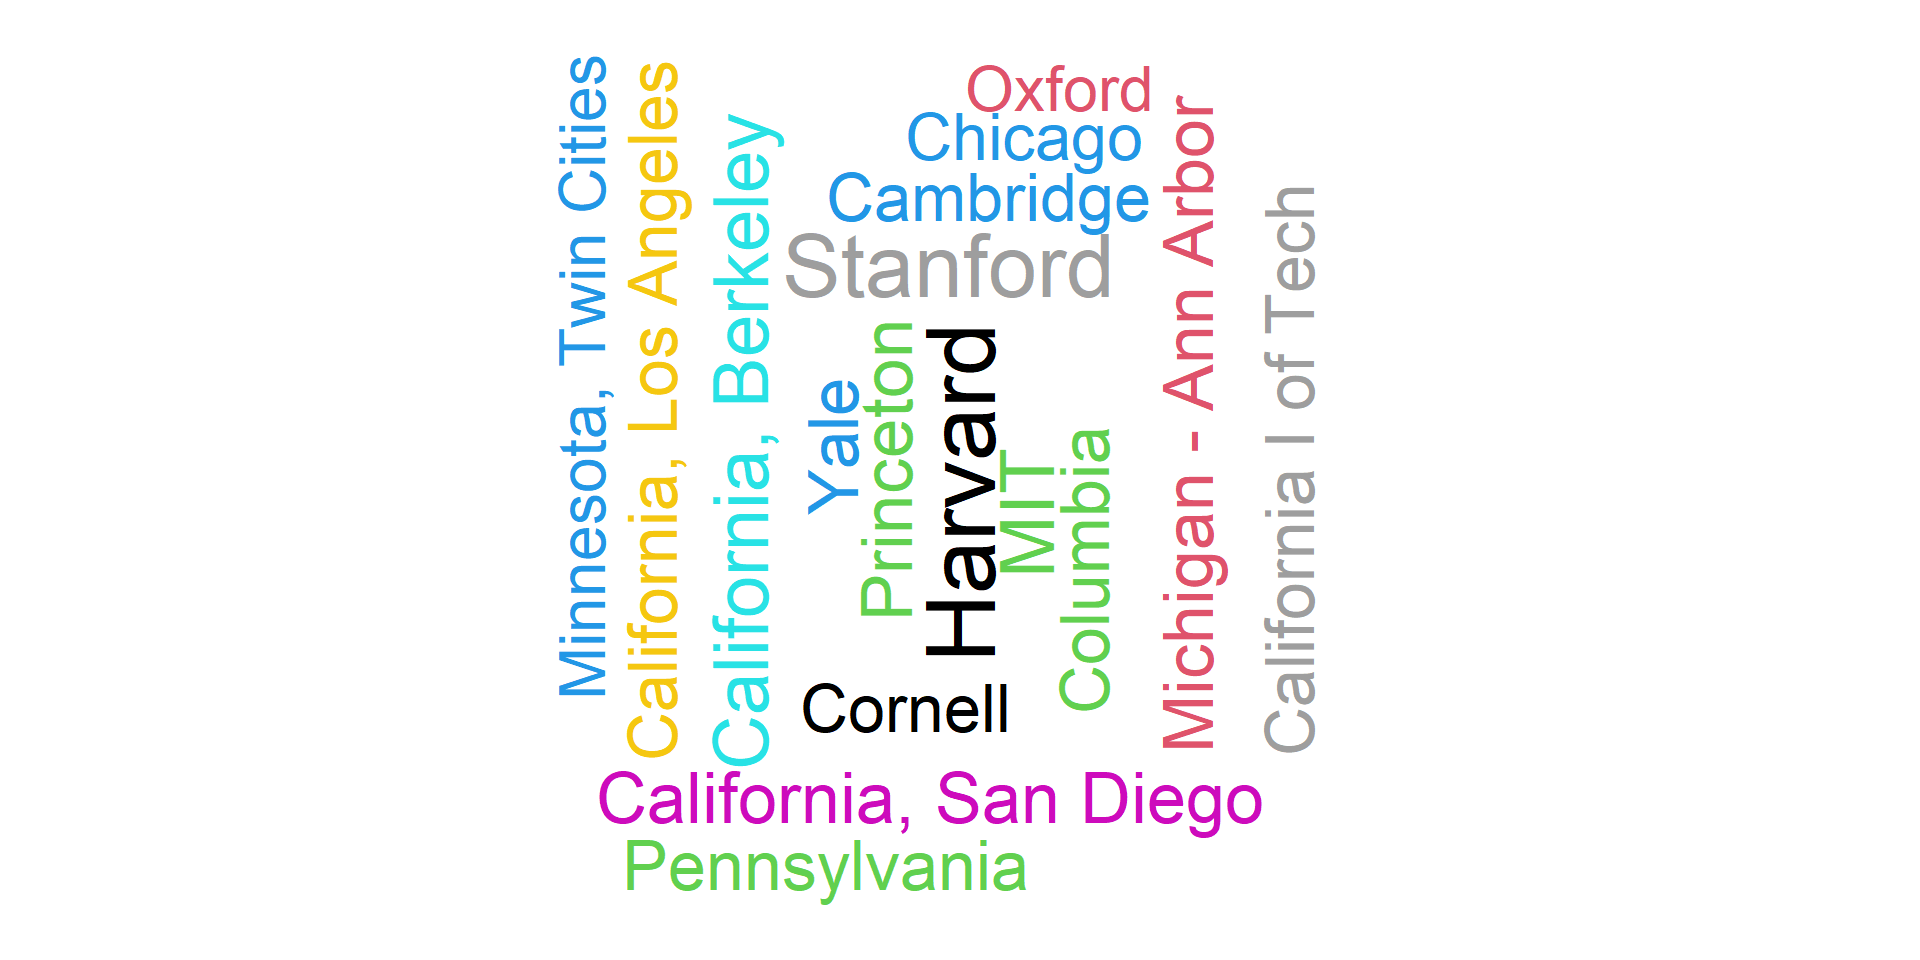 Minnesota, Twin Cities
California, Los Angeles
California, Berkeley
Oxford
Chicago
Cambridge
Stanford
Yale
Princeton
Harvard
MIT
Columbia
Michigan - Ann Arbor
California I of Tech
Cornell
California, San Diego
Pennsylvania